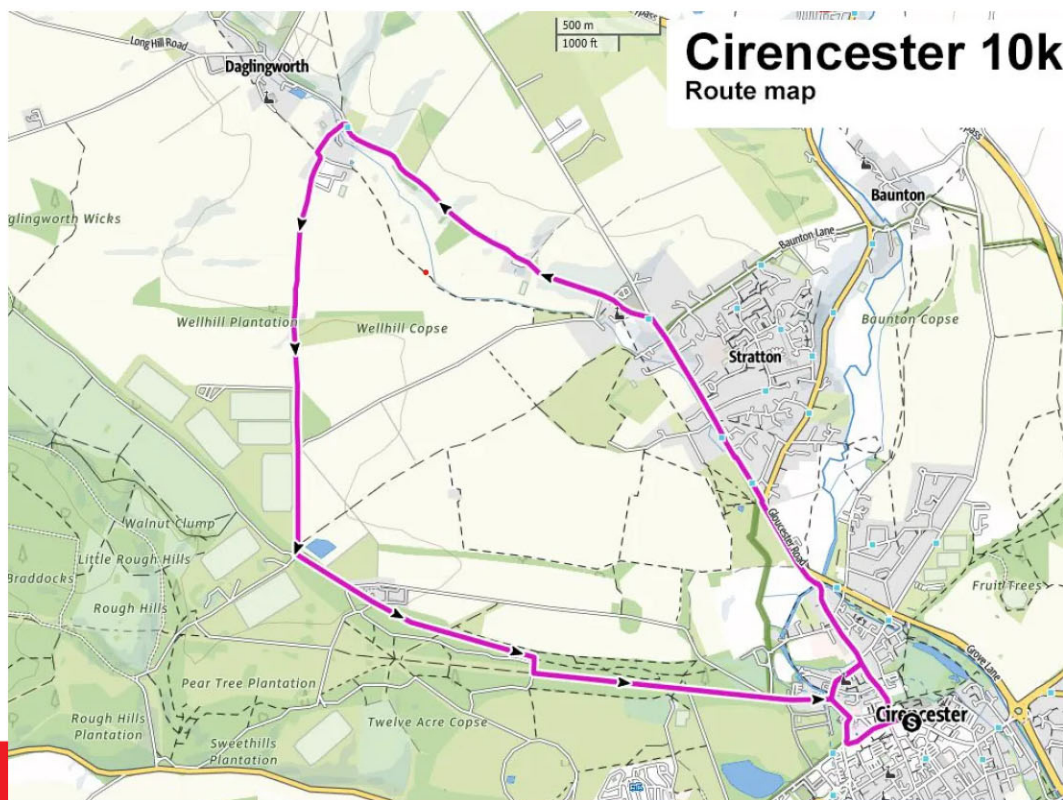 Cirencester 10k
Route map
500 m
1000 ft
Long Hill Road
Daglingworth
Baunton
glingworth Wicks
Baunton Lane
Wellhill Plantation
Wellhill Copse
Baunton Copse
Stratton
Gloucester Road
Walnut Clump
Little Rough Hills
Braddocks
Rough Hills
Fruit Trees
Grove Lane
Pear Tree Plantation
Rough Hills
Plantation
Twelve Acre Copse
Sweethills
Plantation
Cirencester
S